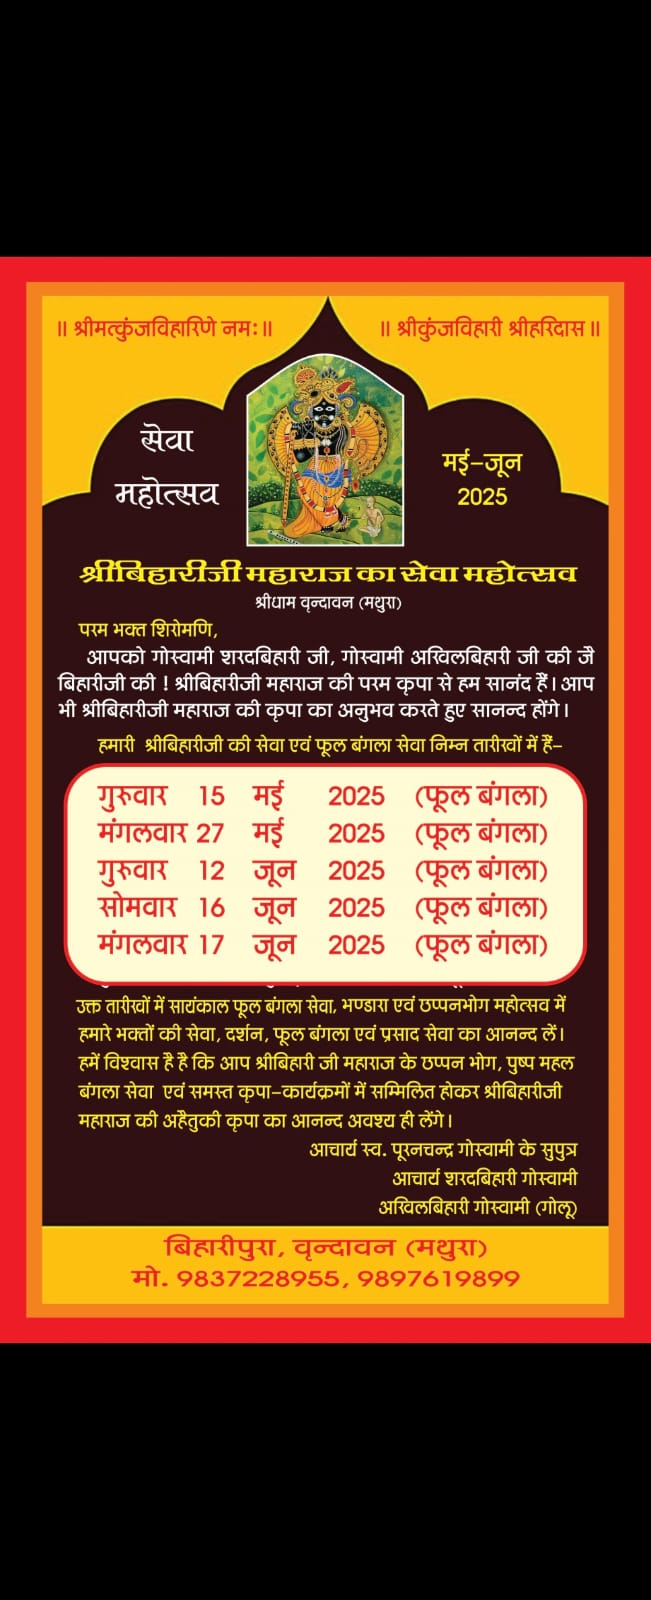 ॥ श्रीमत्कुंजविहारिणे नमः॥
॥ श्रीकुंजविहारी श्रीहरिदास॥
सेवा
महोत्सव
मई-जून
2025
श्रीबिहारीजी महाराज का सेवा महोत्सव
श्रीधाम वृन्दावन (मथुरा)
परम भक्त शिरोमणि,
आपको गोस्वामी शरदबिहारी जी, गोस्वामी अखिलबिहारी जी की जै
बिहारीजी की ! श्रीबिहारीजी महाराज की परम कृपा से हम सानंद हैं। आप
भी श्रीबिहारीजी महाराज की कृपा का अनुभव करते हुए सानन्द होंगे।
हमारी श्रीबिहारीजी की सेवा एवं फूल बंगला सेवा निम्न तारीखों में हैं-
गुरुवार 15 मई 2025 (फूल बंगला)
मंगलवार 27 मई 2025 (फूल बंगला)
गुरुवार 12 जून 2025 (फूल बंगला)
सोमवार 16 जून 2025 (फूल बंगला)
मंगलवार 17 जून 2025 (फूल बंगला)
उक्त तारीखों में सायंकाल फूल बंगला सेवा, भण्डारा एवं छप्पनभोग महोत्सव में
हमारे भक्तों की सेवा, दर्शन, फूल बंगला एवं प्रसाद सेवा का आनन्द लें।
हमें विश्वास है है कि आप श्रीबिहारी जी महाराज के छप्पन भोग, पुष्प महल
बंगला सेवा एवं समस्त कृपा-कार्यक्रमों में सम्मिलित होकर श्रीबिहारीजी
महाराज की अहैतुकी कृपा का आनन्द अवश्य ही लेंगे।
आचार्य स्व. पूरनचन्द्र गोस्वामी के सुपुत्र
आचार्य शरदबिहारी गोस्वामी
अखिलबिहारी गोस्वामी (गोलू)
बिहारीपुरा, वृन्दावन (मथुरा)
मो. 9837228955, 9897619899